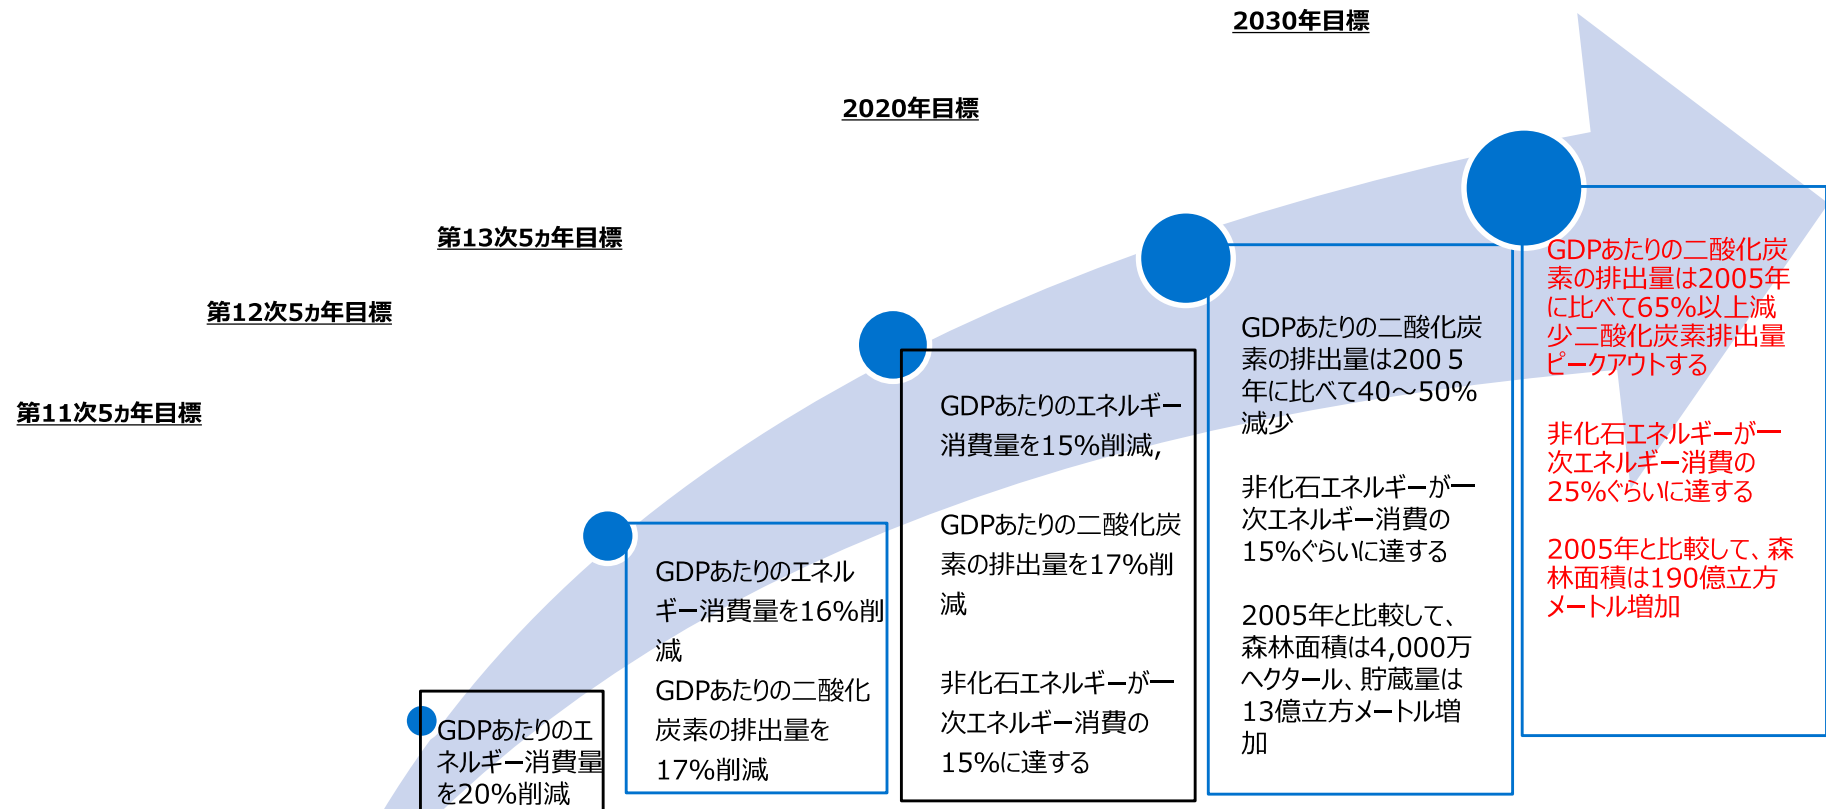 2030年目標
2020年目標
第13次5ヵ年目標
第12次5ヵ年目標
第11次5ヵ年目標
GDPあたりのエ
ネルギー消費量
を20%削減
GDPあたりのエネル
ギー消費量を16%削
減
GDPあたりの二酸化
炭素の排出量を
17%削減
GDPあたりのエネルギー
消費量を15%削減,
GDPあたりの二酸化炭
素の排出量を17%削
減
非化石エネルギーが一
次エネルギー消費の
15%に達する
GDPあたりの二酸化炭
素の排出量は200５
年に比べて40～50%
減少
非化石エネルギーが一
次エネルギー消費の
15%ぐらいに達する
2005年と比較して、
森林面積は4,000万
ヘクタール、貯蔵量は
13億立方メートル増
加
GDPあたりの二酸化炭
素の排出量は2005年
に比べて65%以上減
少二酸化炭素排出量
ピークアウトする
非化石エネルギーが一
次エネルギー消費の
25%ぐらいに達する
2005年と比較して、森
林面積は190億立方
メートル増加